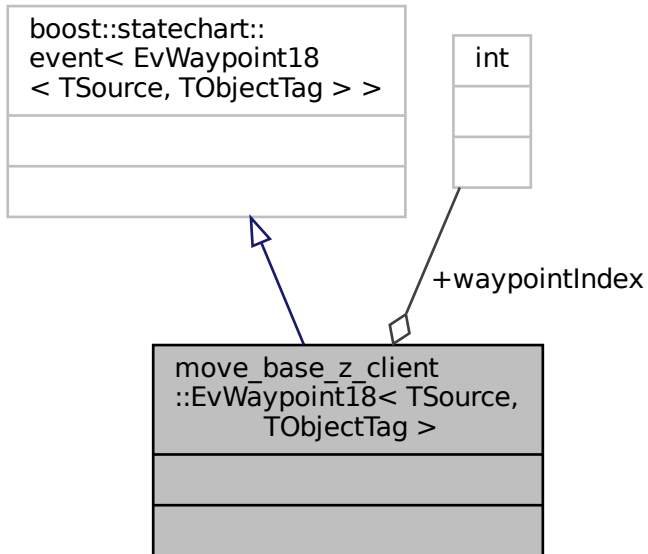 boost::statechart::
event< EvWaypoint18
< TSource, TObjectTag > >
int
+waypointIndex
move_base_z_client
::EvWaypoint18< TSource,
TObjectTag >